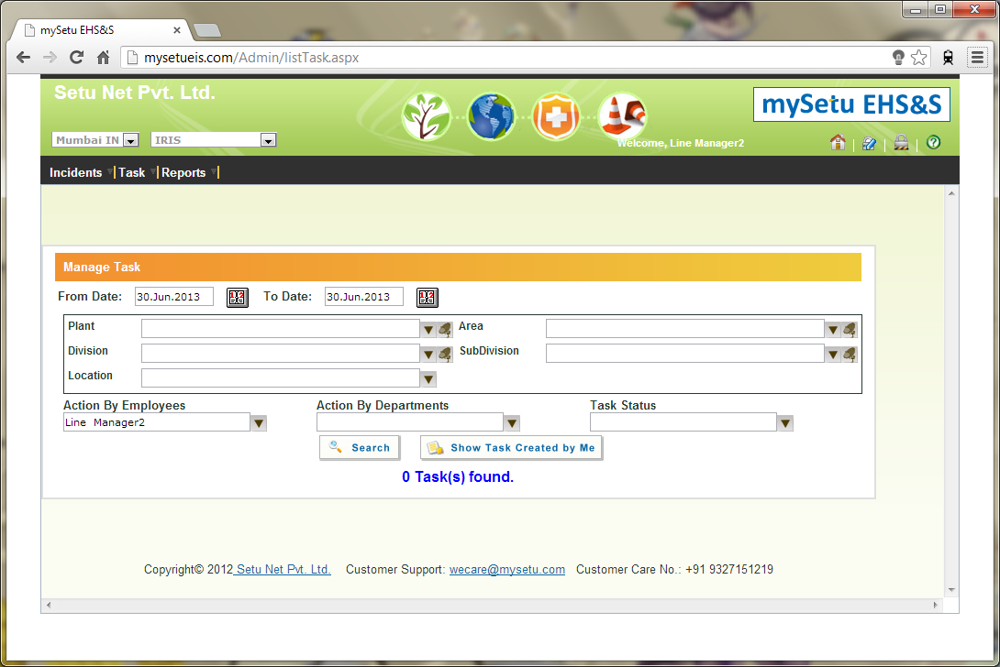 mySetu EHS&S
mysetueis.com/Admin/listTask.aspx
Setu Net Pvt. Ltd.
mySetu EHS&S
Mumbai IN IRIS
Welcome, Line Manager2
Incidents Task Reports
Manage Task
From Date: 30.Jun.2013 To Date: 30.Jun.2013
Plant Area
Division SubDivision
Location
Action By Employees Action By Departments Task Status
Line Manager2
Search Show Task Created by Me
0 Task(s) found.
Copyright© 2012 Setu Net Pvt. Ltd. Customer Support: wecare@mysetu.com Customer Care No.: +91 9327151219